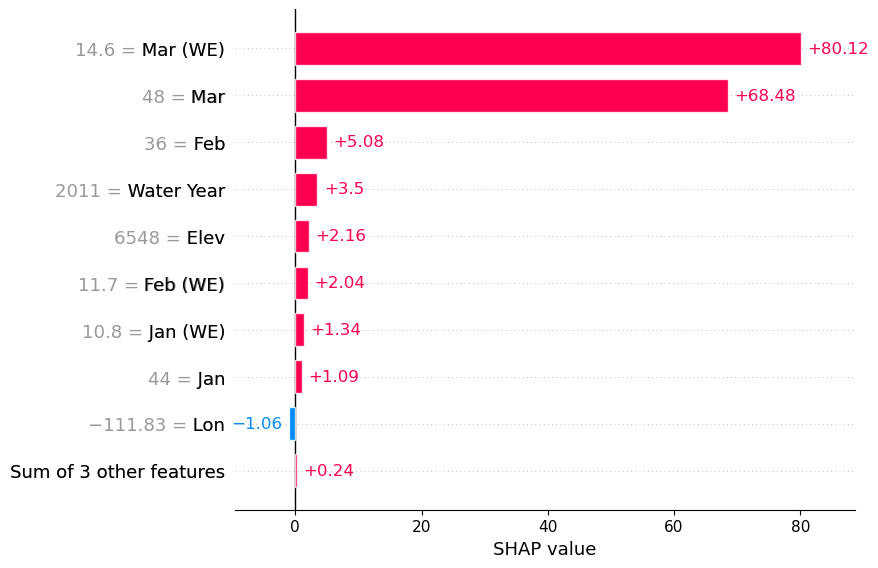 14.6 = Mar (WE) +80.12
48 = Mar +68.48
36 = Feb +5.08
2011 = Water Year +3.5
6548 = Elev +2.16
11.7 = Feb (WE) +2.04
10.8 = Jan (WE) +1.34
44 = Jan +1.09
−111.83 = Lon −1.06
Sum of 3 other features +0.24
0 20 40 60 80
SHAP value